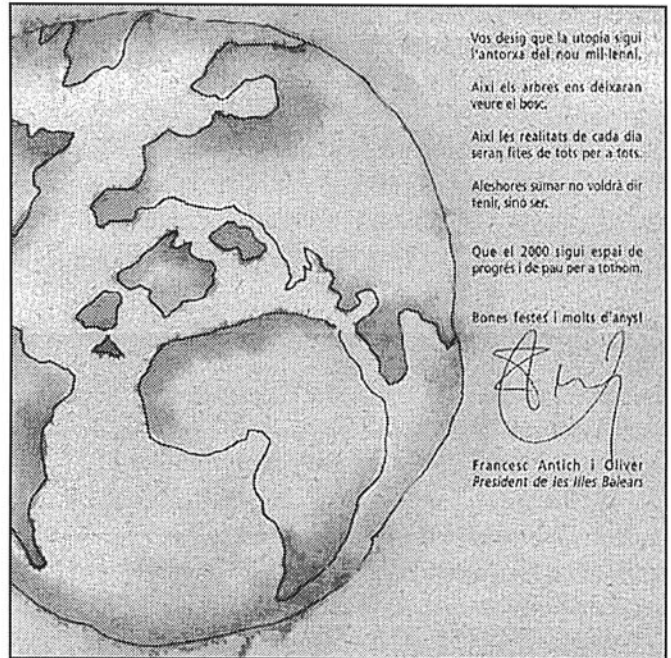 Vos desig que la utopia sigui
l'antorxa del nou mil·lenni.
Així els arbres ens deixaran
veure el bosc.
Així les realitats de cada dia
seran fites de tots per a tots.
Aleshores sumar no voldrà dir
tenir, sinó ser.
Que el 2000 sigui espai de
progrés i de pau per a tothom.
Bones festes i molts d'anys!
Francesc Antich i Oliver
President de les Illes Balears